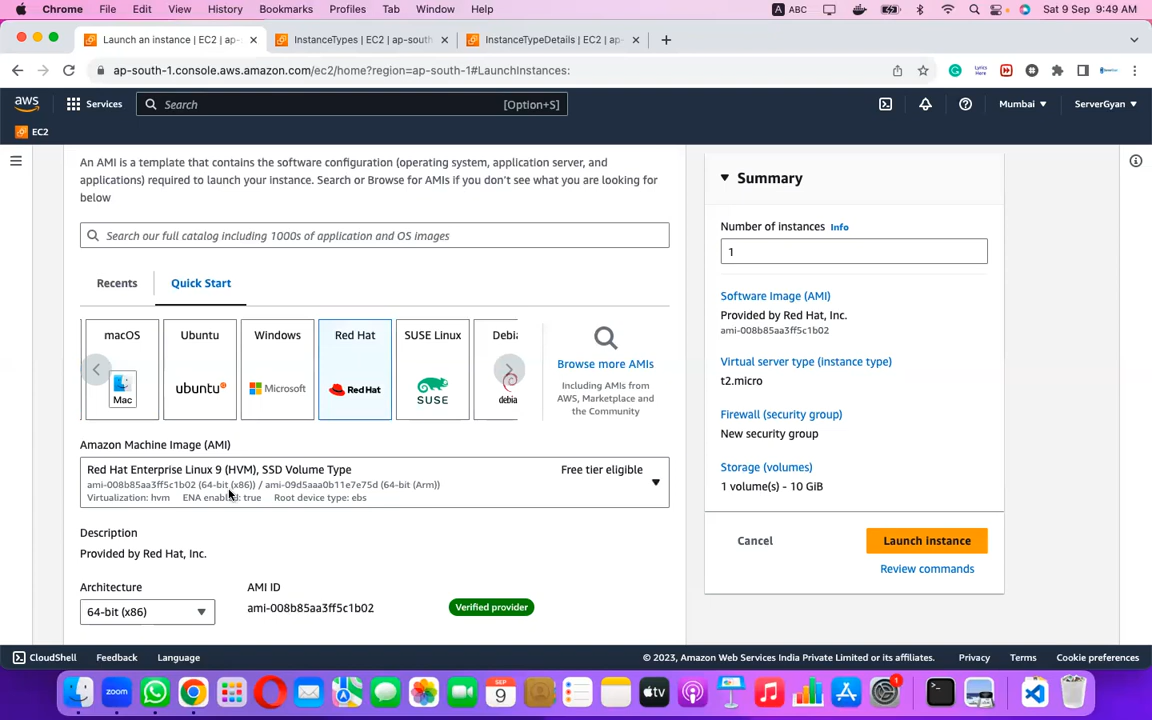 Chrome File Edit View History Bookmarks Profiles Tab Window Help
A ABC Sat 9 Sep 9:49 AM
Launch an instance | EC2 | ap-
InstanceTypes | EC2 | ap-sout
InstanceTypeDetails | EC2 | ap-
ap-south-1.console.aws.amazon.com/ec2/home?region=ap-south-1#LaunchInstances:
aws Services Search [Option+S] Mumbai ServerGyan
EC2
An AMI is a template that contains the software configuration (operating system, application server, and
applications) required to launch your instance. Search or Browse for AMIs if you don't see what you are looking for
below
Search our full catalog including 1000s of application and OS images
Recents Quick Start
macOS Ubuntu Windows Red Hat SUSE Linux Debi
Mac ubuntu Microsoft Red Hat SUSE debia
Browse more AMIs
Including AMIs from
AWS, Marketplace and
the Community
Amazon Machine Image (AMI)
Red Hat Enterprise Linux 9 (HVM), SSD Volume Type Free tier eligible
ami-008b85aa3ff5c1b02 (64-bit (x86)) / ami-09d5aaa0b11e7e75d (64-bit (Arm))
Virtualization: hvm ENA enabled: true Root device type: ebs
Description
Provided by Red Hat, Inc.
Architecture AMI ID
64-bit (x86) ami-008b85aa3ff5c1b02 Verified provider
Summary
Number of instances Info
1
Software Image (AMI)
Provided by Red Hat, Inc.
ami-008b85aa3ff5c1b02
Virtual server type (instance type)
t2.micro
Firewall (security group)
New security group
Storage (volumes)
1 volume(s) - 10 GiB
Cancel Launch instance
Review commands
CloudShell Feedback Language © 2023, Amazon Web Services India Private Limited or its affiliates. Privacy Terms Cookie preferences
zoom SEP 9 tv 1